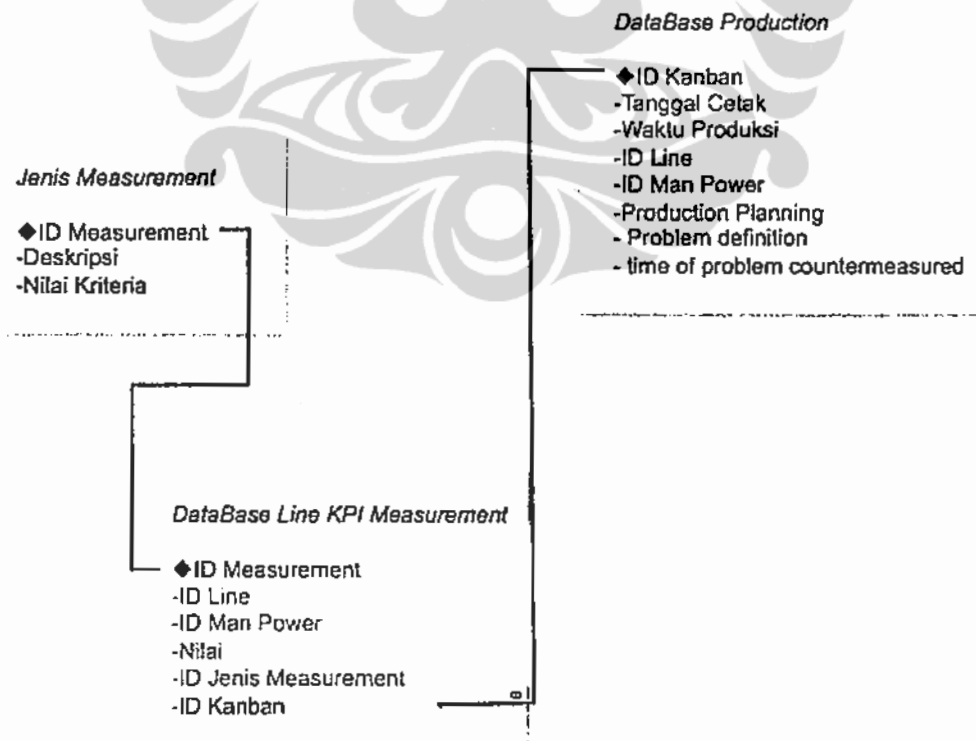 DataBase Production
◆ID Kanban
-Tanggal Cetak
-Waktu Produksi
-ID Line
-ID Man Power
-Production Planning
- Problem definition
- time of problem countermeasured
Jenis Measurement
◆ID Measurement
-Deskripsi
-Nilai Kriteria
DataBase Line KPI Measurement
◆ID Measurement
-ID Line
-ID Man Power
-Nilai
-ID Jenis Measurement
-ID Kanban